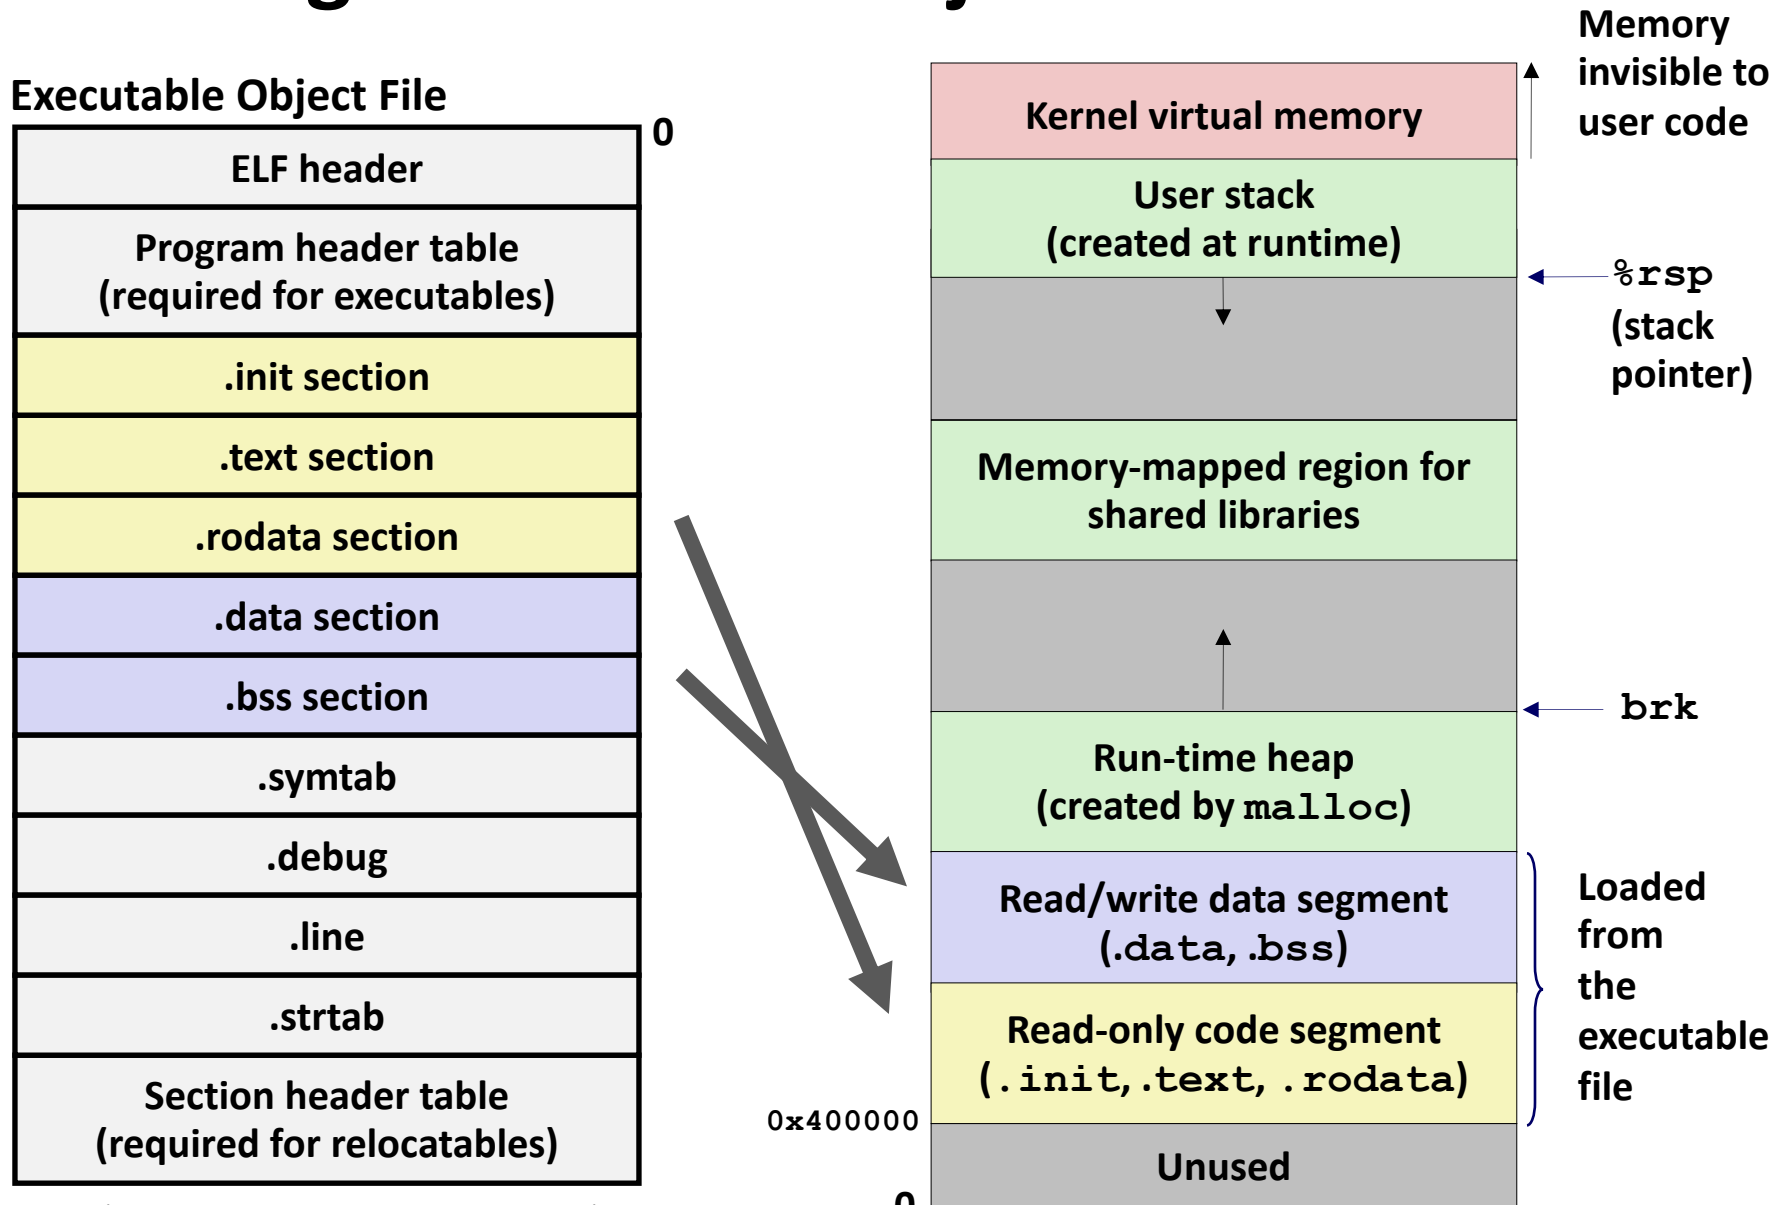 Executable Object File
0
ELF header
Program header table
(required for executables)
.init section
.text section
.rodata section
.data section
.bss section
.symtab
.debug
.line
.strtab
Section header table
(required for relocatables)
Kernel virtual memory
Memory
invisible to
user code
User stack
(created at runtime)
%rsp
(stack
pointer)
Memory-mapped region for
shared libraries
brk
Run-time heap
(created by malloc)
Read/write data segment
(.data, .bss)
Read-only code segment
(.init, .text, .rodata)
Loaded
from
the
executable
file
0x400000
Unused
0